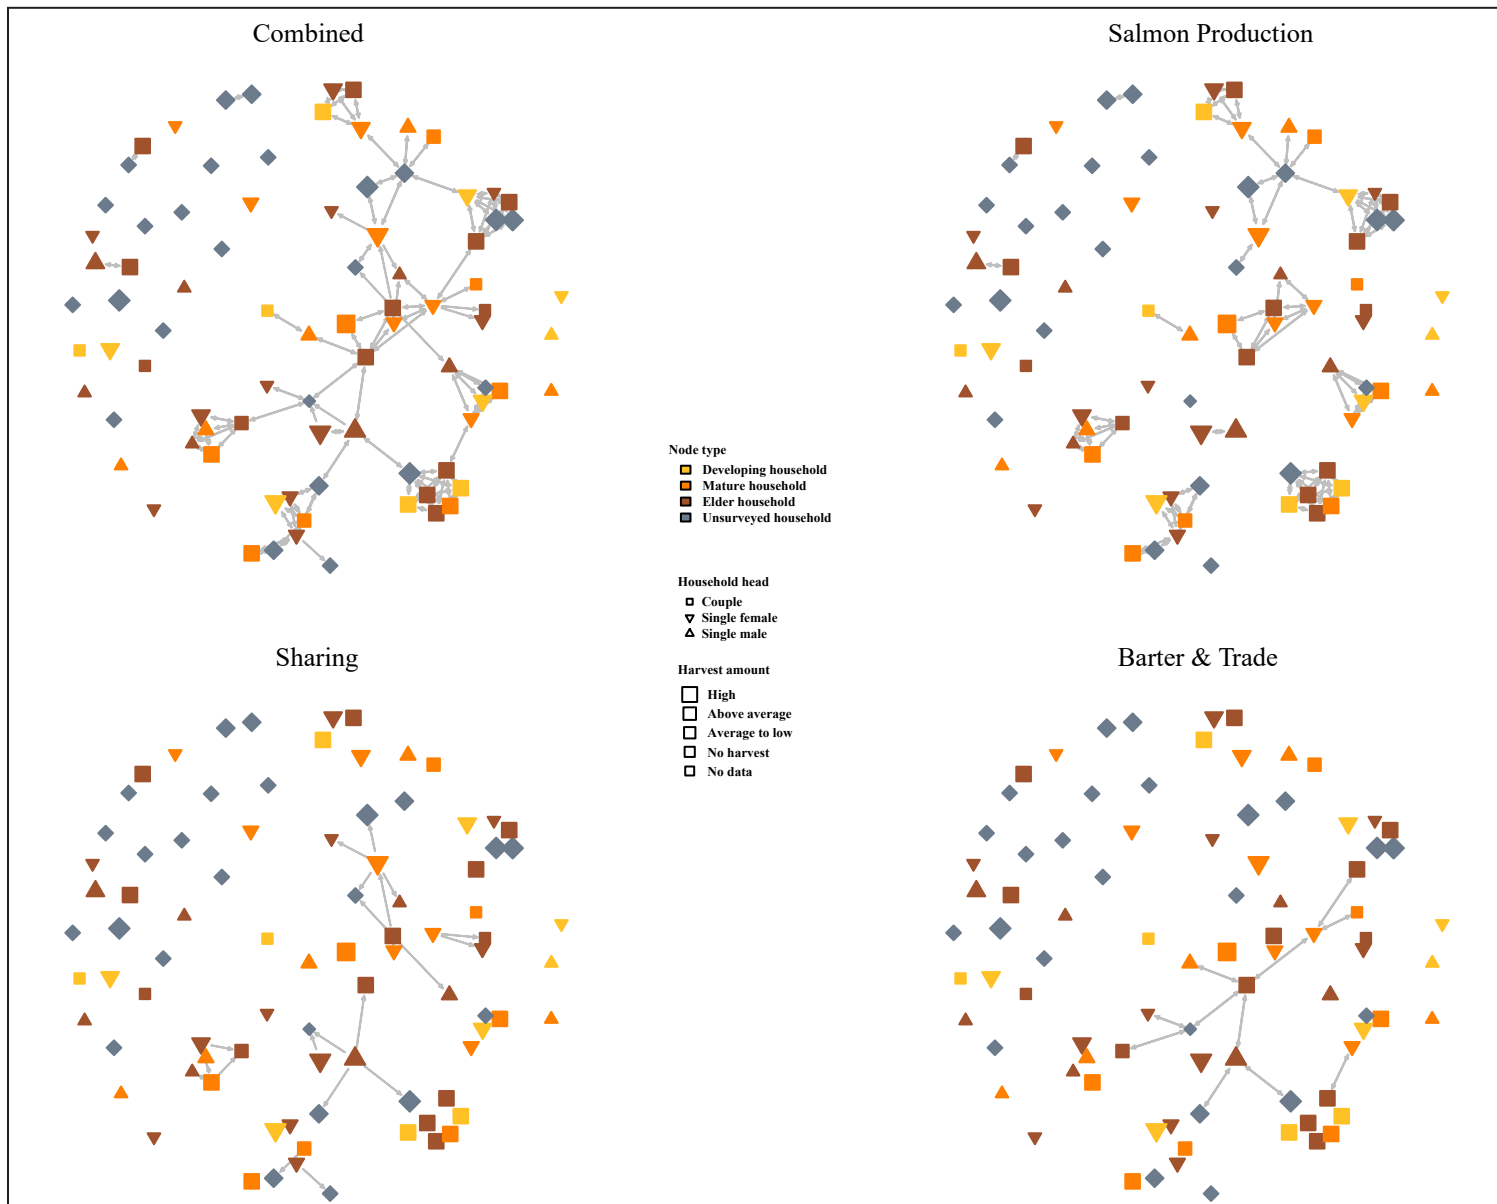 Combined
Salmon Production
Node type
Developing household
Mature household
Elder household
Unsurveyed household
Household head
Couple
Single female
Single male
Sharing
Barter & Trade
Harvest amount
High
Above average
Average to low
No harvest
No data